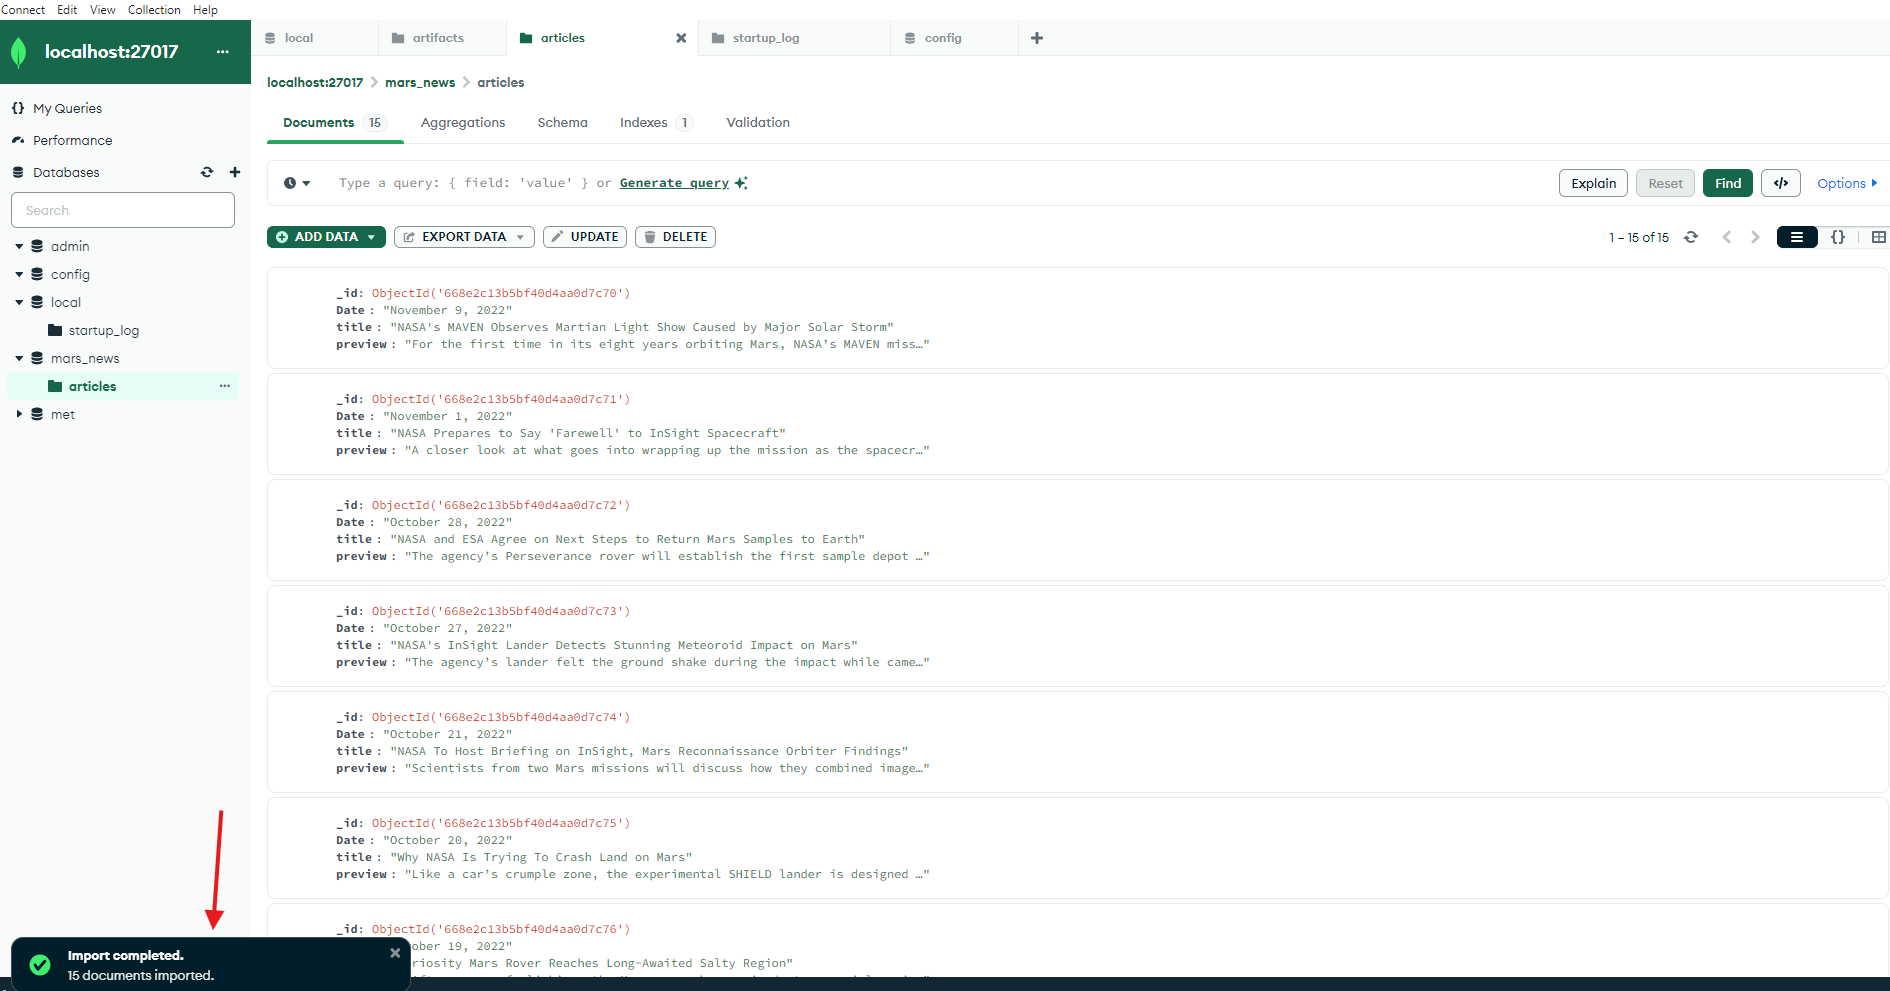 Connect Edit View Collection Help
localhost:27017 ...
local artifacts articles startup_log config
localhost:27017 > mars_news > articles
My Queries
Performance
Databases
Search
admin
config
local
startup_log
mars_news
articles ...
met
Documents 15 Aggregations Schema Indexes 1 Validation
Type a query: { field: 'value' } or Generate query
Explain Reset Find </> Options
ADD DATA EXPORT DATA UPDATE DELETE
1 – 15 of 15 {}
_id: ObjectId('668e2c13b5bf40d4aa0d7c70')
Date : "November 9, 2022"
title : "NASA's MAVEN Observes Martian Light Show Caused by Major Solar Storm"
preview : "For the first time in its eight years orbiting Mars, NASA’s MAVEN miss…"
_id: ObjectId('668e2c13b5bf40d4aa0d7c71')
Date : "November 1, 2022"
title : "NASA Prepares to Say 'Farewell' to InSight Spacecraft"
preview : "A closer look at what goes into wrapping up the mission as the spacecr…"
_id: ObjectId('668e2c13b5bf40d4aa0d7c72')
Date : "October 28, 2022"
title : "NASA and ESA Agree on Next Steps to Return Mars Samples to Earth"
preview : "The agency’s Perseverance rover will establish the first sample depot …"
_id: ObjectId('668e2c13b5bf40d4aa0d7c73')
Date : "October 27, 2022"
title : "NASA's InSight Lander Detects Stunning Meteoroid Impact on Mars"
preview : "The agency’s lander felt the ground shake during the impact while came…"
_id: ObjectId('668e2c13b5bf40d4aa0d7c74')
Date : "October 21, 2022"
title : "NASA To Host Briefing on InSight, Mars Reconnaissance Orbiter Findings"
preview : "Scientists from two Mars missions will discuss how they combined image…"
_id: ObjectId('668e2c13b5bf40d4aa0d7c75')
Date : "October 20, 2022"
title : "Why NASA Is Trying To Crash Land on Mars"
preview : "Like a car’s crumple zone, the experimental SHIELD lander is designed …"
_id: ObjectId('668e2c13b5bf40d4aa0d7c76')
ober 19, 2022"
riosity Mars Rover Reaches Long-Awaited Salty Region"
Import completed.
15 documents imported.